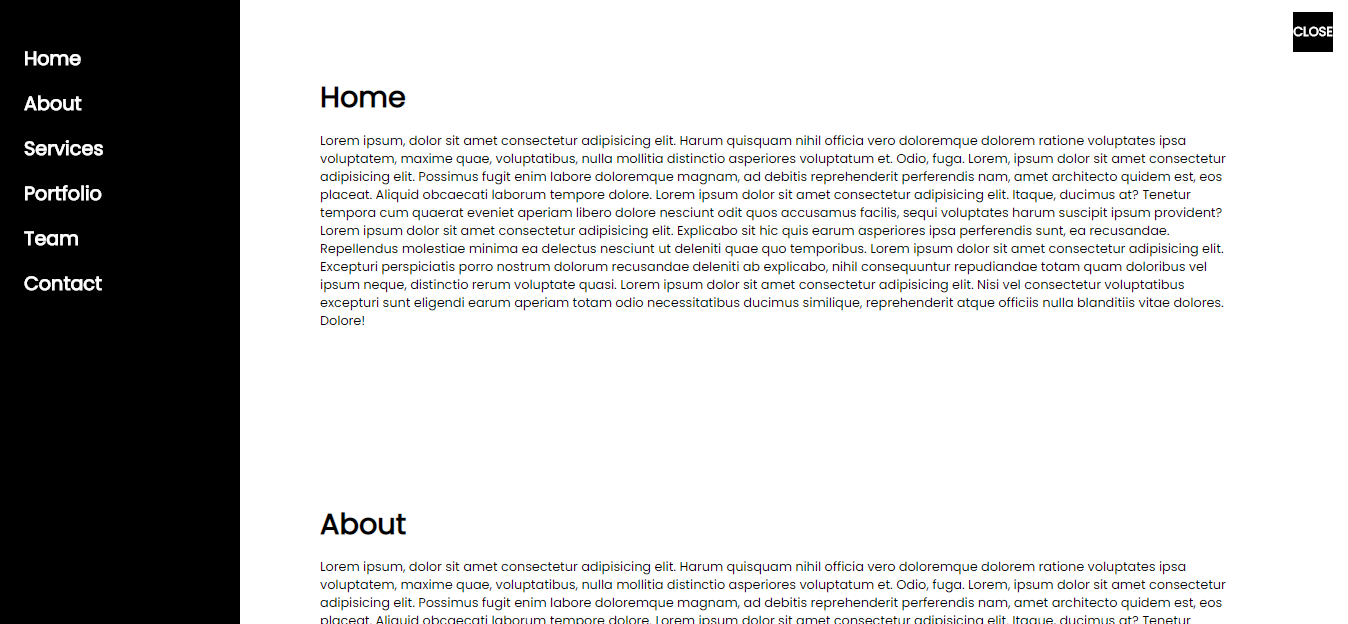 Home
About
Services
Portfolio
Team
Contact
CLOSE
Home
Lorem ipsum, dolor sit amet consectetur adipisicing elit. Harum quisquam nihil officia vero doloremque dolorem ratione voluptates ipsa
voluptatem, maxime quae, voluptatibus, nulla mollitia distinctio asperiores voluptatum et. Odio, fuga. Lorem, ipsum dolor sit amet consectetur
adipisicing elit. Possimus fugit enim labore doloremque magnam, ad debitis reprehenderit perferendis nam, amet architecto quidem est, eos
placeat. Aliquid obcaecati laborum tempore dolore. Lorem ipsum dolor sit amet consectetur adipisicing elit. Itaque, ducimus at? Tenetur
tempora cum quaerat eveniet aperiam libero dolore nesciunt odit quos accusamus facilis, sequi voluptates harum suscipit ipsum provident?
Lorem ipsum dolor sit amet consectetur adipisicing elit. Explicabo sit hic quis earum asperiores ipsa perferendis sunt, ea recusandae.
Repellendus molestiae minima ea delectus nesciunt ut deleniti quae quo temporibus. Lorem ipsum dolor sit amet consectetur adipisicing elit.
Excepturi perspiciatis porro nostrum dolorum recusandae deleniti ab explicabo, nihil consequuntur repudiandae totam quam doloribus vel
ipsum neque, distinctio rerum voluptate quasi. Lorem ipsum dolor sit amet consectetur adipisicing elit. Nisi vel consectetur voluptatibus
excepturi sunt eligendi earum aperiam totam odio necessitatibus ducimus similique, reprehenderit atque officiis nulla blanditiis vitae dolores.
Dolore!
About
Lorem ipsum, dolor sit amet consectetur adipisicing elit. Harum quisquam nihil officia vero doloremque dolorem ratione voluptates ipsa
voluptatem, maxime quae, voluptatibus, nulla mollitia distinctio asperiores voluptatum et. Odio, fuga. Lorem, ipsum dolor sit amet consectetur
adipisicing elit. Possimus fugit enim labore doloremque magnam, ad debitis reprehenderit perferendis nam, amet architecto quidem est, eos
placeat. Aliquid obcaecati laborum tempore dolore. Lorem ipsum dolor sit amet consectetur adipisicing elit. Itaque, ducimus at? Tenetur